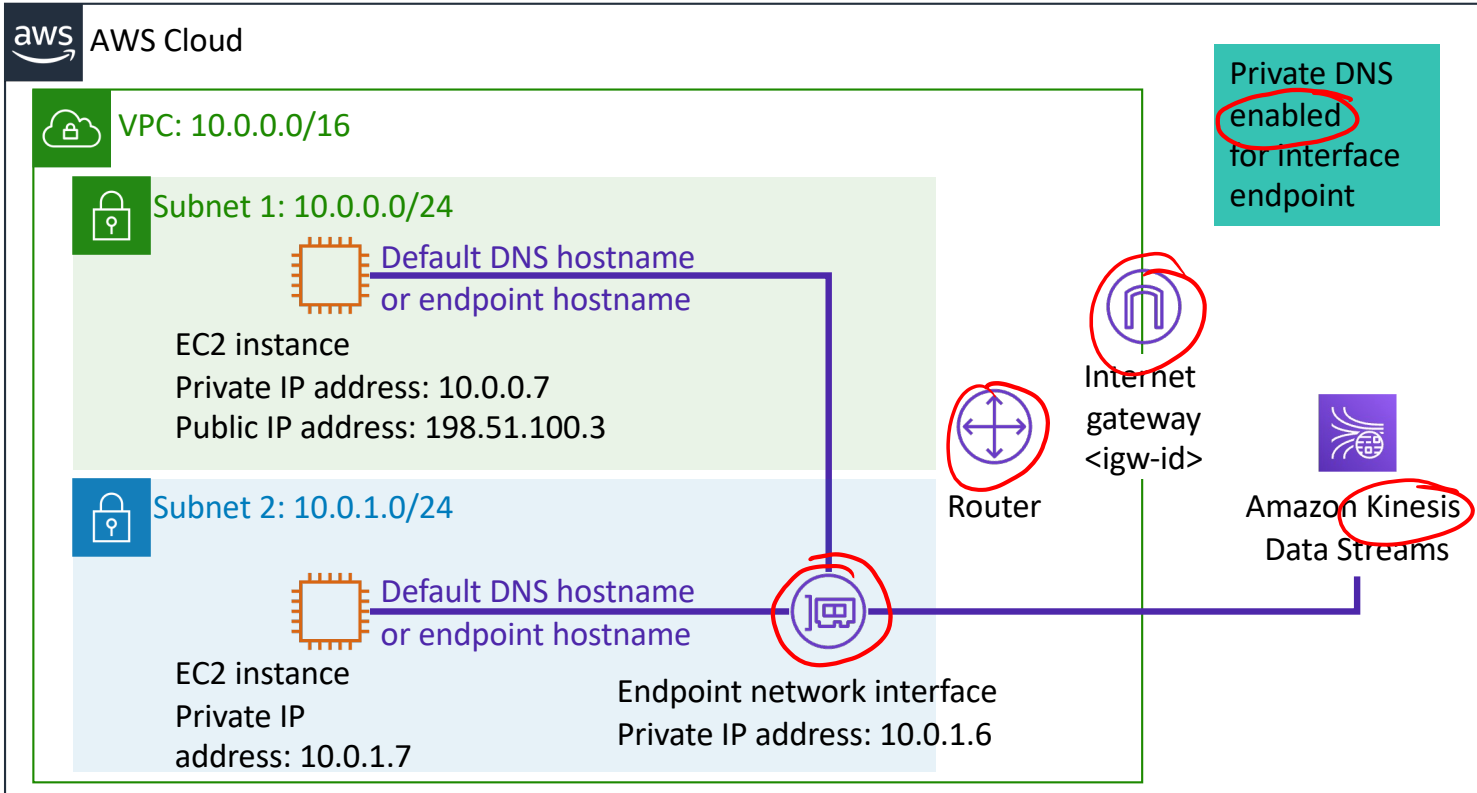 aws
AWS Cloud
Private DNS
enabled
for interface
endpoint
VPC: 10.0.0.0/16
Subnet 1: 10.0.0.0/24
Default DNS hostname
or endpoint hostname
EC2 instance
Private IP address: 10.0.0.7
Public IP address: 198.51.100.3
Internet
gateway
<igw-id>
Router
Amazon Kinesis
Data Streams
Subnet 2: 10.0.1.0/24
Default DNS hostname
or endpoint hostname
EC2 instance
Private IP
address: 10.0.1.7
Endpoint network interface
Private IP address: 10.0.1.6